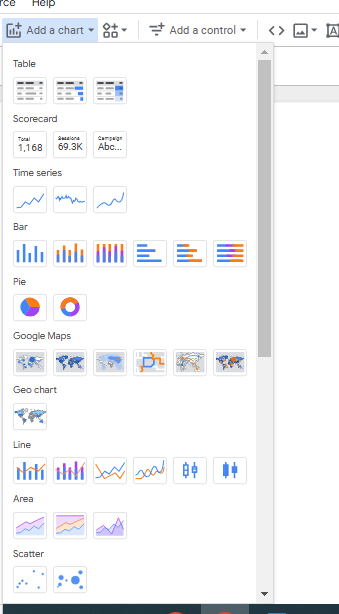 rce Help
Add a chart Add a control
Table
Scorecard
Total Sessions Campaign
1,168 69.3K Abc...
Time series
Bar
Pie
Google Maps
Geo chart
Line
Area
Scatter